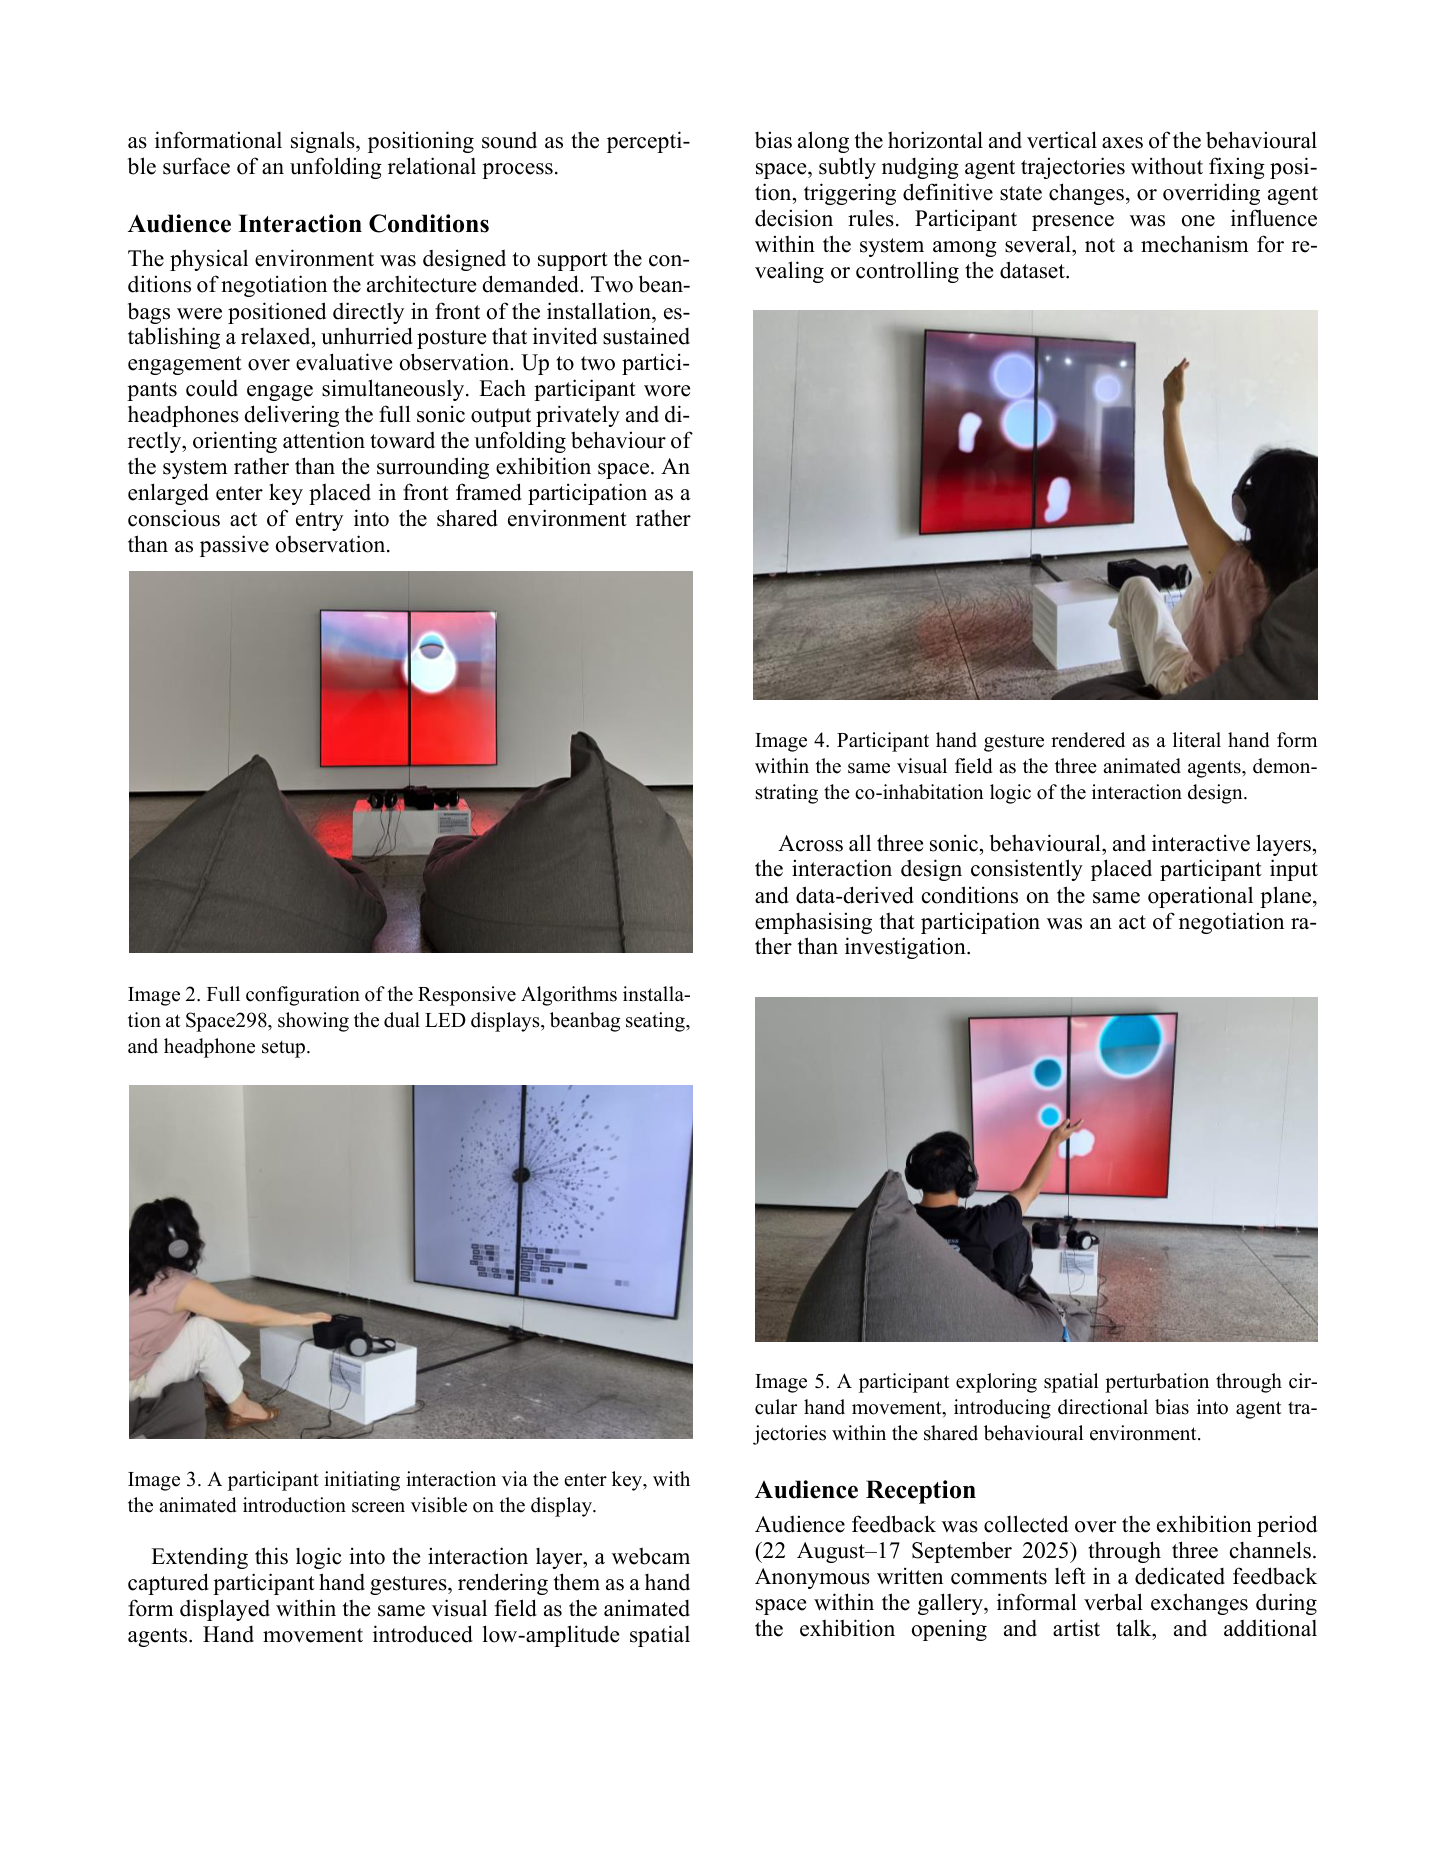 as informational signals, positioning sound as the percepti-
ble surface of an unfolding relational process.
Audience Interaction Conditions
The physical environment was designed to support the con-
ditions of negotiation the architecture demanded. Two bean-
bags were positioned directly in front of the installation, es-
tablishing a relaxed, unhurried posture that invited sustained
engagement over evaluative observation. Up to two partici-
pants could engage simultaneously. Each participant wore
headphones delivering the full sonic output privately and di-
rectly, orienting attention toward the unfolding behaviour of
the system rather than the surrounding exhibition space. An
enlarged enter key placed in front framed participation as a
conscious act of entry into the shared environment rather
than as passive observation.
Image 2. Full configuration of the Responsive Algorithms installa-
tion at Space298, showing the dual LED displays, beanbag seating,
and headphone setup.
Image 3. A participant initiating interaction via the enter key, with
the animated introduction screen visible on the display.
Extending this logic into the interaction layer, a webcam
captured participant hand gestures, rendering them as a hand
form displayed within the same visual field as the animated
agents. Hand movement introduced low-amplitude spatial
bias along the horizontal and vertical axes of the behavioural
space, subtly nudging agent trajectories without fixing posi-
tion, triggering definitive state changes, or overriding agent
decision rules. Participant presence was one influence
within the system among several, not a mechanism for re-
vealing or controlling the dataset.
Image 4. Participant hand gesture rendered as a literal hand form
within the same visual field as the three animated agents, demon-
strating the co-inhabitation logic of the interaction design.
Across all three sonic, behavioural, and interactive layers,
the interaction design consistently placed participant input
and data-derived conditions on the same operational plane,
emphasising that participation was an act of negotiation ra-
ther than investigation.
Image 5. A participant exploring spatial perturbation through cir-
cular hand movement, introducing directional bias into agent tra-
jectories within the shared behavioural environment.
Audience Reception
Audience feedback was collected over the exhibition period
(22 August–17 September 2025) through three channels.
Anonymous written comments left in a dedicated feedback
space within the gallery, informal verbal exchanges during
the exhibition opening and artist talk, and additional